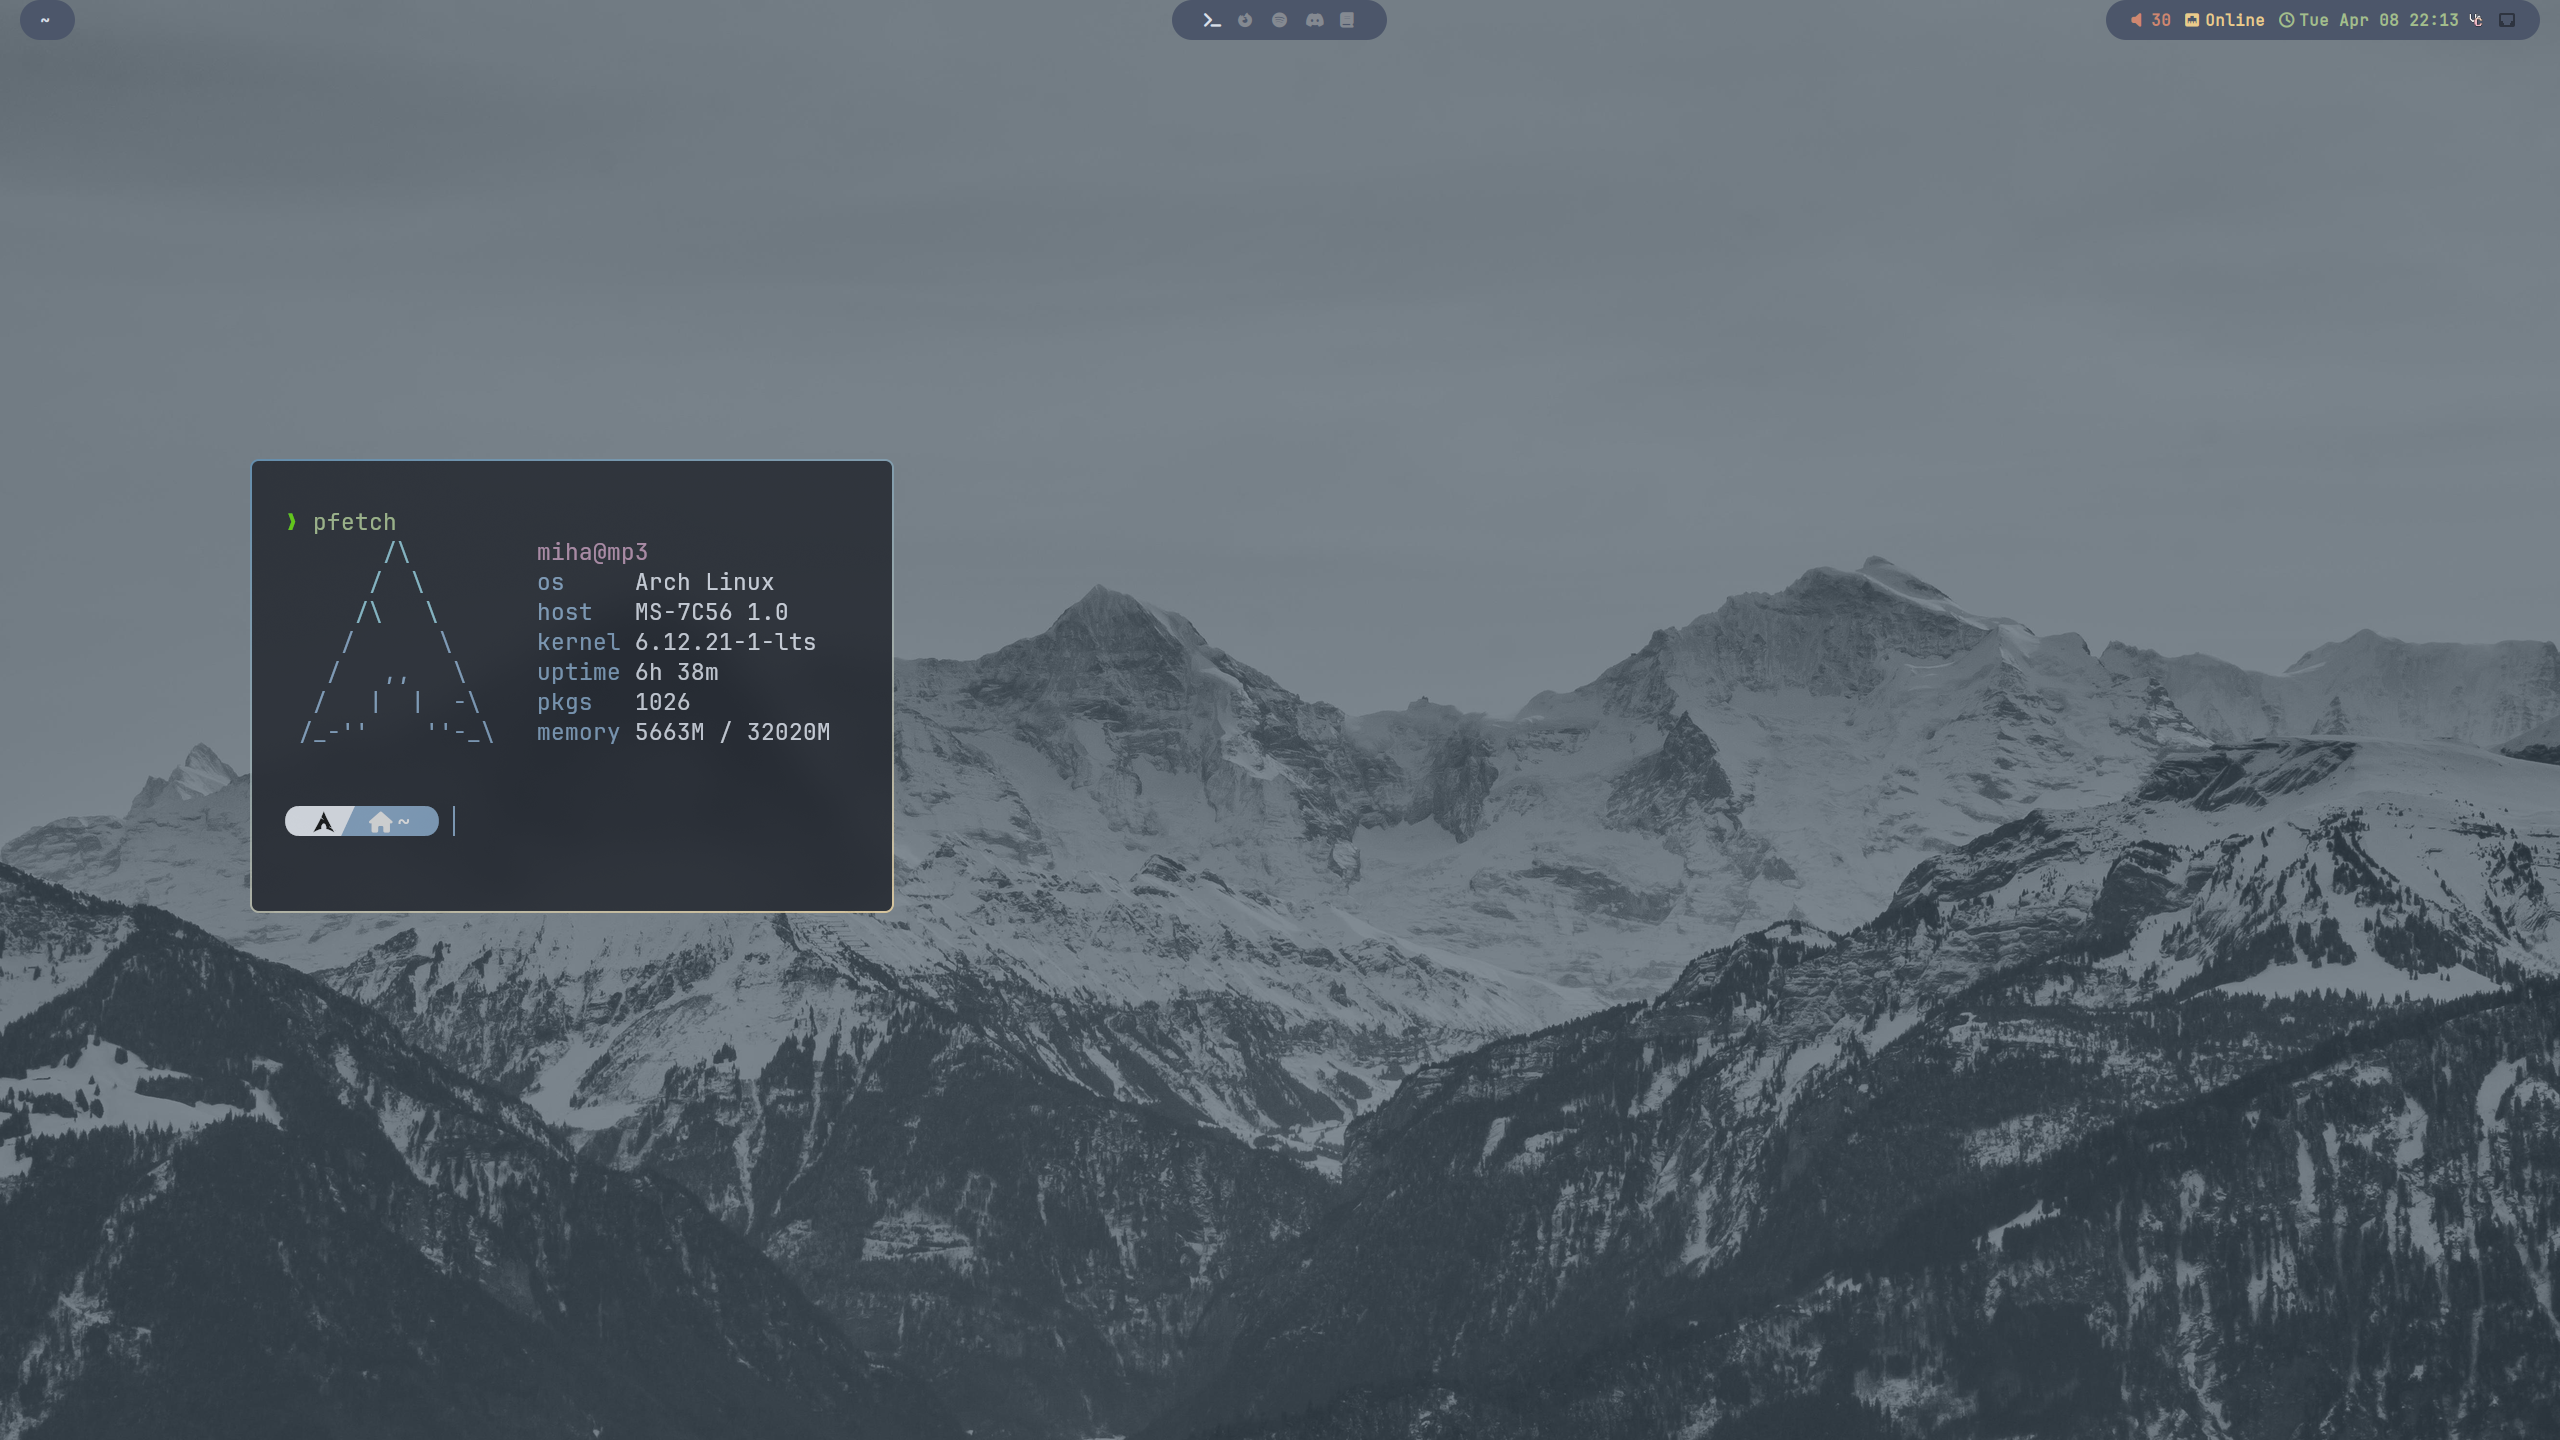 ~
30 Online Tue Apr 08 22:13
❱ pfetch
miha@mp3
os Arch Linux
host MS-7C56 1.0
kernel 6.12.21-1-lts
uptime 6h 38m
pkgs 1026
memory 5663M / 32020M
~